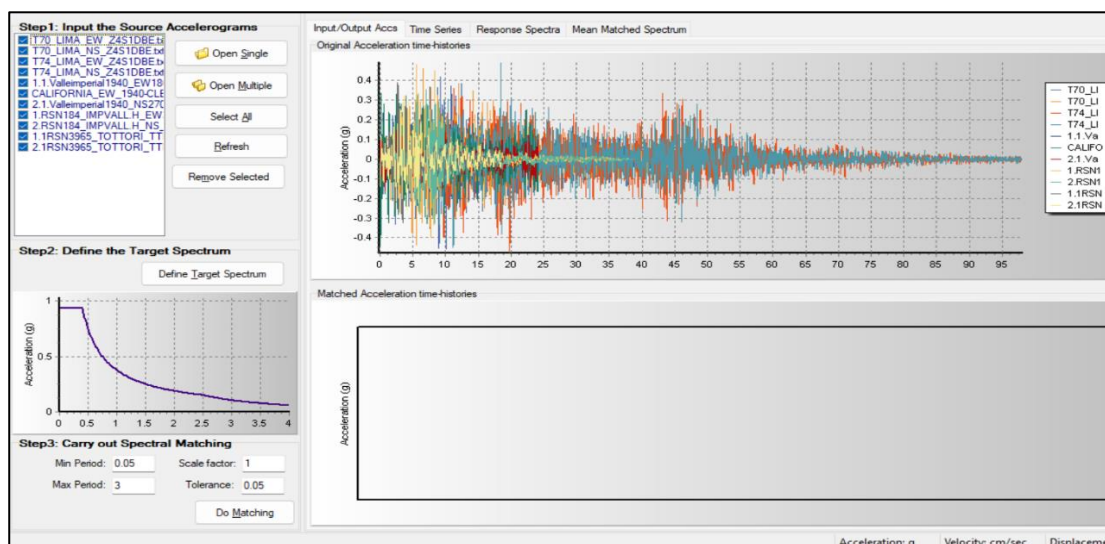 Step1: Input the Source Accelerograms
T70_LIMA_EW_Z4S1DBE.tx
T70_LIMA_NS_Z4S1DBE.txt
T74_LIMA_EW_Z4S1DBE.tx
T74_LIMA_NS_Z4S1DBE.txt
1.1.Valleimperial1940_EW18
CALIFORNIA_EW_1940-CLE
2.1.Valleimperial1940_NS270
1.RSN184_IMPVALL.H_EW
2.RSN184_IMPVALL.H_NS_
1.1RSN3965_TOTTORI_TT
2.1RSN3965_TOTTORI_TT
Open Single
Open Multiple
Select All
Refresh
Remove Selected
Step2: Define the Target Spectrum
Define Target Spectrum
Acceleration (g)
1
0.5
0
0 0.5 1 1.5 2 2.5 3 3.5 4
Step3: Carry out Spectral Matching
Min Period: 0.05 Scale factor: 1
Max Period: 3 Tolerance: 0.05
Do Matching
Input/Output Accs Time Series Response Spectra Mean Matched Spectrum
Original Acceleration time-histories
Acceleration (g)
0.4
0.3
0.2
0.1
0
-0.1
-0.2
-0.3
-0.4
0 5 10 15 20 25 30 35 40 45 50 55 60 65 70 75 80 85 90 95
T70_LI
T70_LI
T74_LI
T74_LI
1.1.Va
CALIFO
2.1.Va
1.RSN1
2.RSN1
1.1RSN
2.1RSN
Matched Acceleration time-histories
Acceleration (g)
Acceleration: g Velocity: cm/sec Displaceme